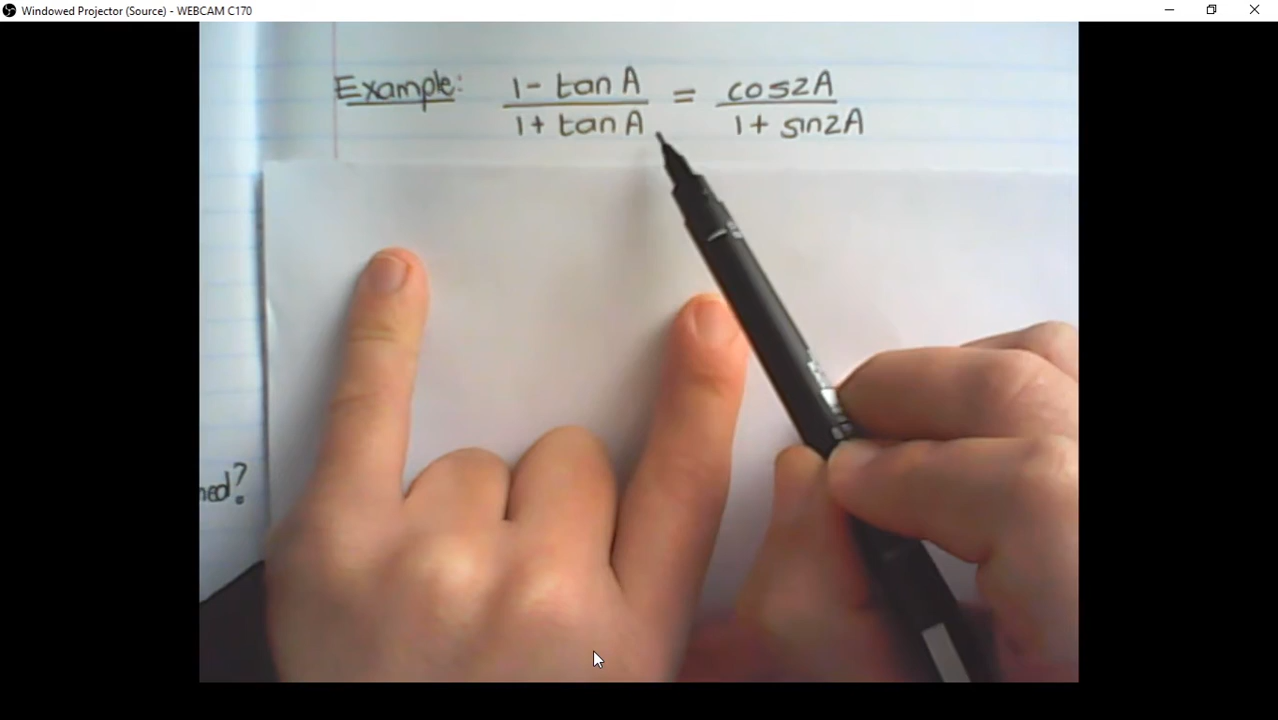 Windowed Projector (Source) - WEBCAM C170
Example: 1 - tan A / 1 + tan A = cos2A / 1 + sin2A
ned?